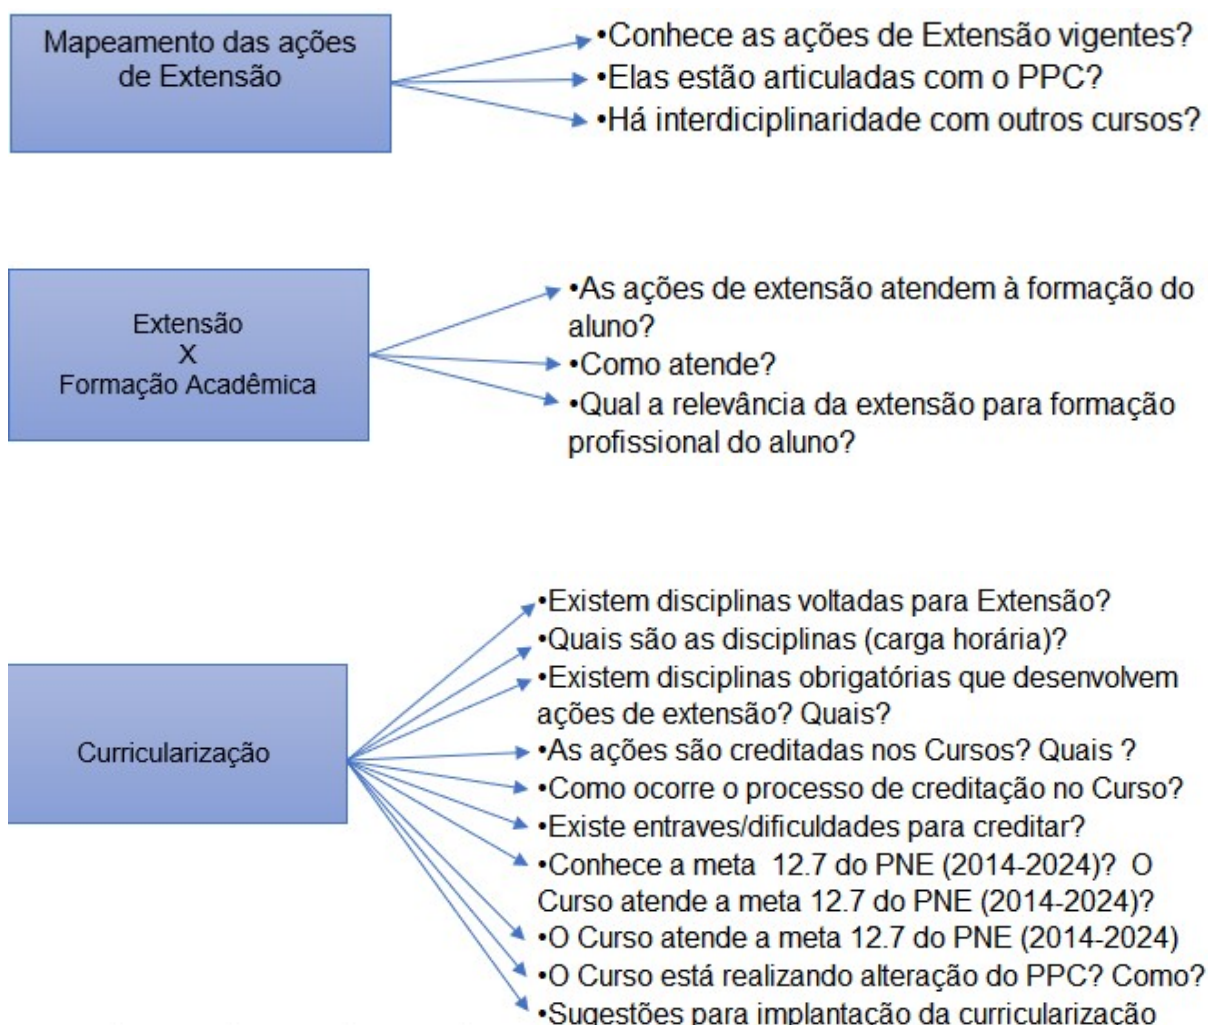 Mapeamento das ações
de Extensão
•Conhece as ações de Extensão vigentes?
•Elas estão articuladas com o PPC?
•Há interdiciplinaridade com outros cursos?
Extensão
X
Formação Acadêmica
•As ações de extensão atendem à formação do
aluno?
•Como atende?
•Qual a relevância da extensão para formação
profissional do aluno?
Curricularização
•Existem disciplinas voltadas para Extensão?
•Quais são as disciplinas (carga horária)?
•Existem disciplinas obrigatórias que desenvolvem
ações de extensão? Quais?
•As ações são creditadas nos Cursos? Quais ?
•Como ocorre o processo de creditação no Curso?
•Existe entraves/dificuldades para creditar?
•Conhece a meta  12.7 do PNE (2014-2024)?  O
Curso atende a meta 12.7 do PNE (2014-2024)?
•O Curso atende a meta 12.7 do PNE (2014-2024)
•O Curso está realizando alteração do PPC? Como?
•Sugestões para implantação da curricularização